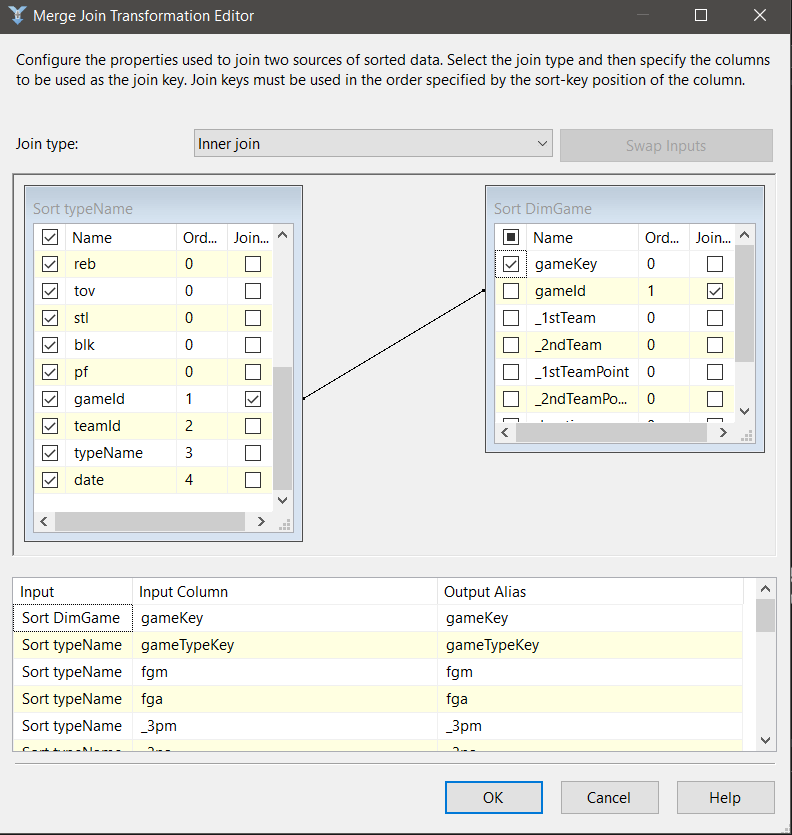 Merge Join Transformation Editor
Configure the properties used to join two sources of sorted data. Select the join type and then specify the columns
to be used as the join key. Join keys must be used in the order specified by the sort-key position of the column.
Join type: Inner join Swap Inputs
Sort typeName
Name Ord... Join...
reb 0
tov 0
stl 0
blk 0
pf 0
gameId 1
teamId 2
typeName 3
date 4
Sort DimGame
Name Ord... Join...
gameKey 0
gameId 1
_1stTeam 0
_2ndTeam 0
_1stTeamPoint 0
_2ndTeamPo... 0
Input Input Column Output Alias
Sort DimGame gameKey gameKey
Sort typeName gameTypeKey gameTypeKey
Sort typeName fgm fgm
Sort typeName fga fga
Sort typeName _3pm _3pm
Sort typeName
OK Cancel Help